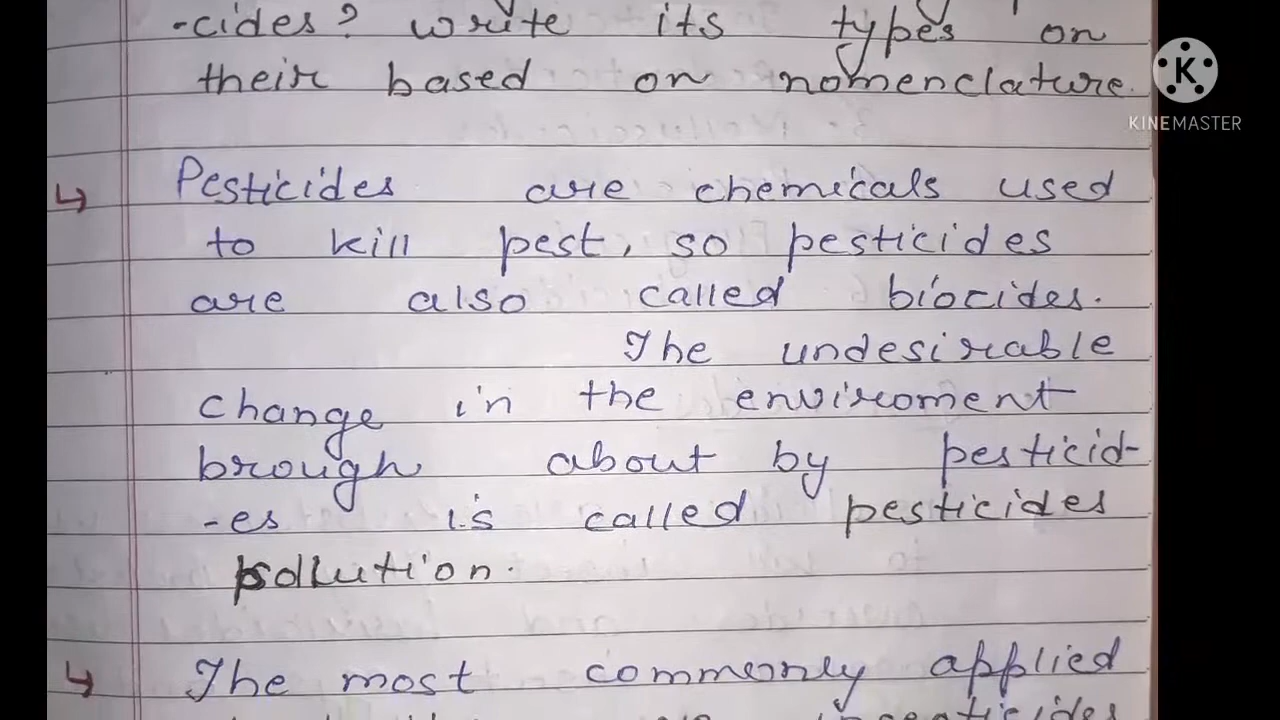 -cides? write its types on
their based on nomenclature.
K
KINEMASTER
↳ Pesticides are chemicals used
to kill pest, so pesticides
are also called biocides.
The undesirable
change in the enviroment
brough about by pesticid-
-es is called pesticides
pollution.
↳ The most commonly applied